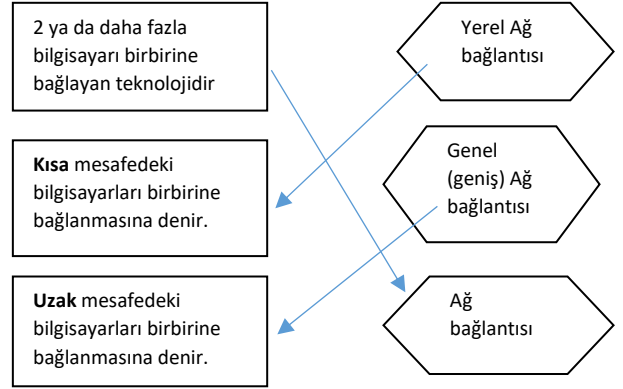 2 ya da daha fazla
bilgisayarı birbirine
bağlayan teknolojidir
Yerel Ağ
bağlantısı
Kısa mesafedeki
bilgisayarları birbirine
bağlanmasına denir.
Genel
(geniş) Ağ
bağlantısı
Uzak mesafedeki
bilgisayarları birbirine
bağlanmasına denir.
Ağ
bağlantısı